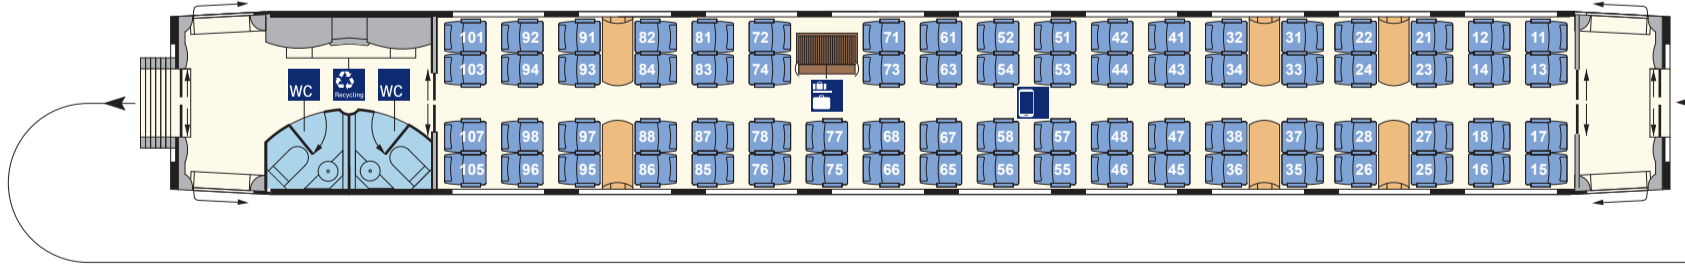 101 92 91 82 81 72 71 61 52 51 42 41 32 31 22 21 12 11
103 94 93 84 83 74 73 63 54 53 44 43 34 33 24 23 14 13
WC Recycling WC
107 98 97 88 87 78 77 68 67 58 57 48 47 38 37 28 27 18 17
105 96 95 86 85 76 75 66 65 56 55 46 45 36 35 26 25 16 15